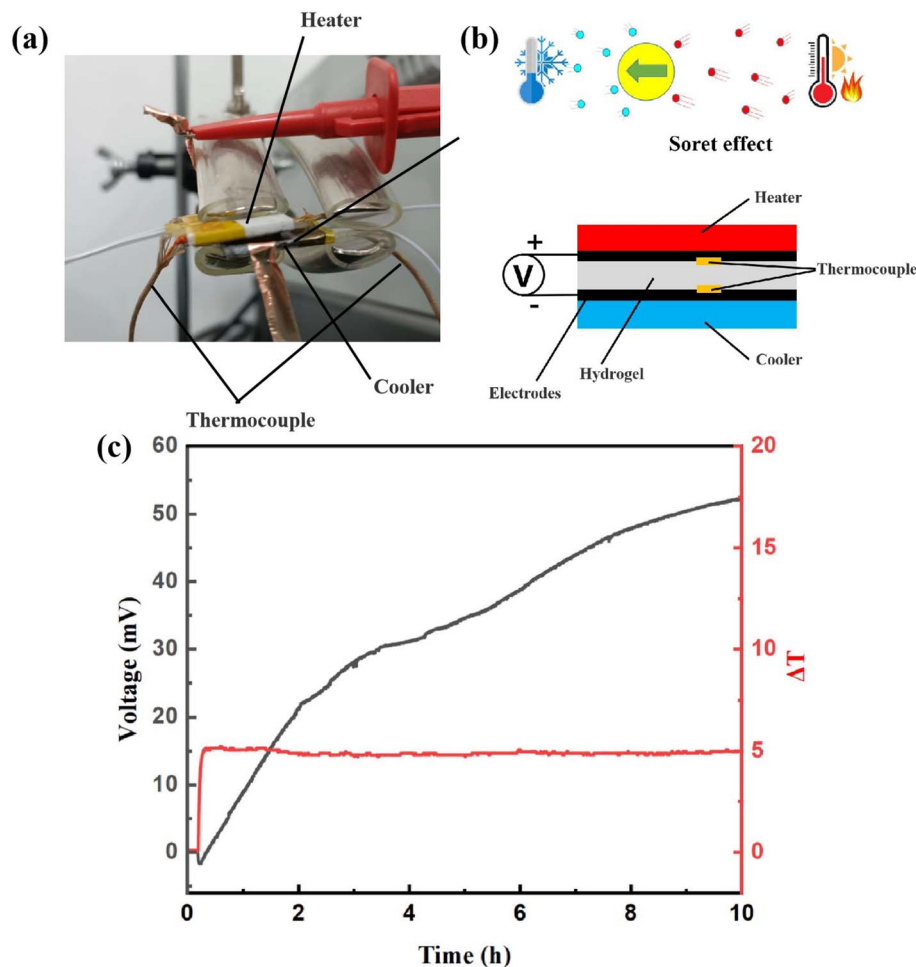 (a)
Heater
Cooler
Thermocouple
(b)
Soret effect
Heater
+
V
-
Thermocouple
Cooler
Hydrogel
Electrodes
(c)
60
50
40
30
20
10
0
Voltage (mV)
20
15
10
5
0
ΔT
0 2 4 6 8 10
Time (h)